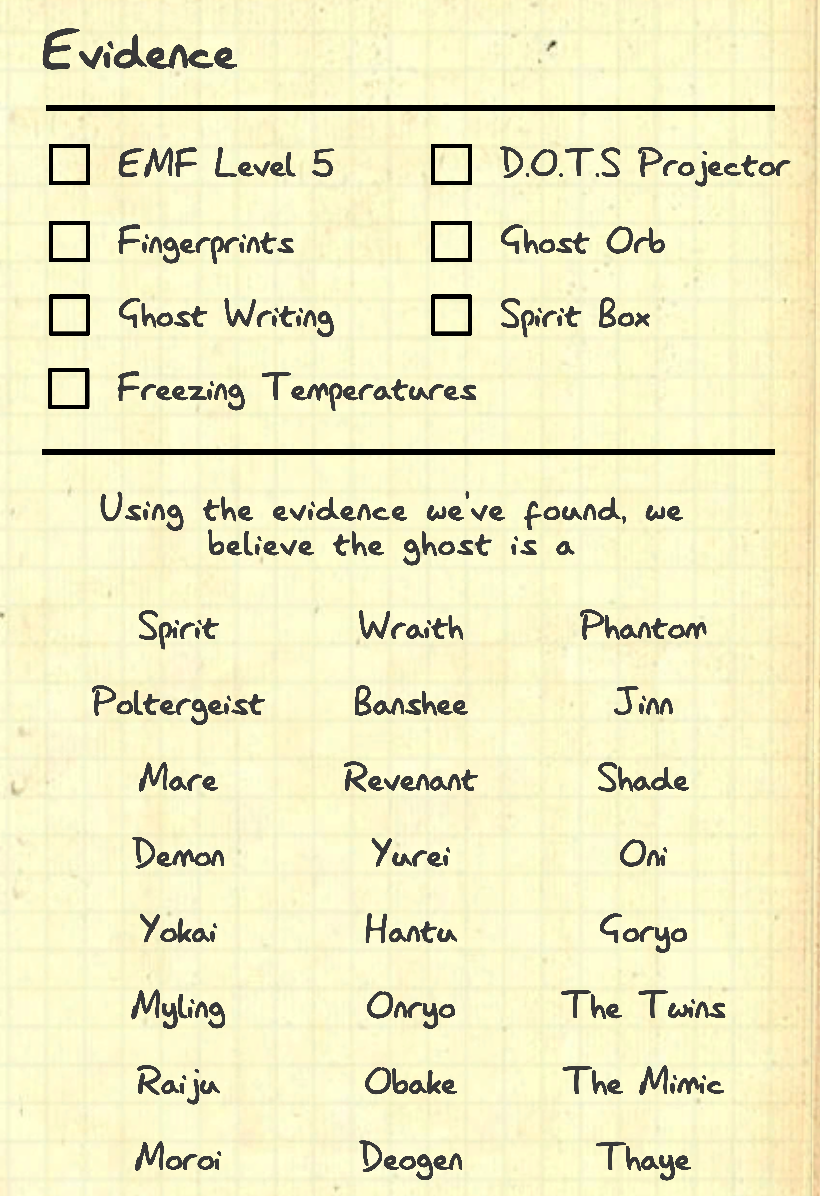 Evidence
EMF Level 5 D.O.T.S Projector
Fingerprints Ghost Orb
Ghost Writing Spirit Box
Freezing Temperatures
Using the evidence we've found, we
believe the ghost is a
Spirit Wraith Phantom
Poltergeist Banshee Jinn
Mare Revenant Shade
Demon Yurei Oni
Yokai Hantu Goryo
Myling Onryo The Twins
Raiju Obake The Mimic
Moroi Deogen Thaye